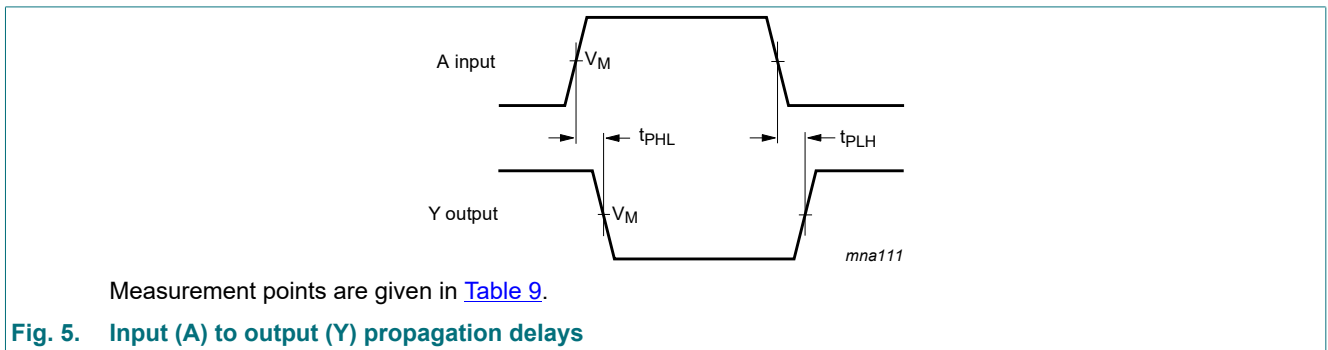 A input
VM
tPHL
tPLH
Y output
VM
mna111
Measurement points are given in Table 9.
Fig. 5. Input (A) to output (Y) propagation delays